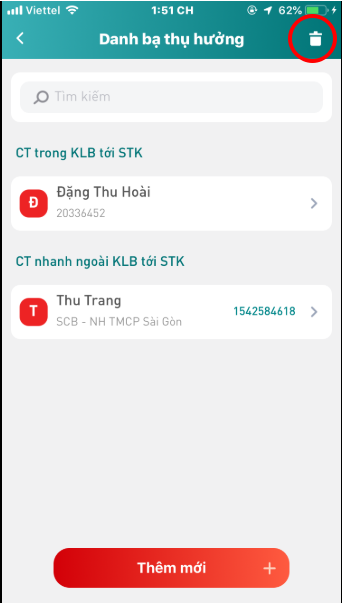 Viettel 1:51 CH 62%
Danh bạ thụ hưởng
Tìm kiếm
CT trong KLB tới STK
Đ Đặng Thu Hoài
20336452
CT nhanh ngoài KLB tới STK
T Thu Trang
SCB - NH TMCP Sài Gòn 1542584618
Thêm mới +